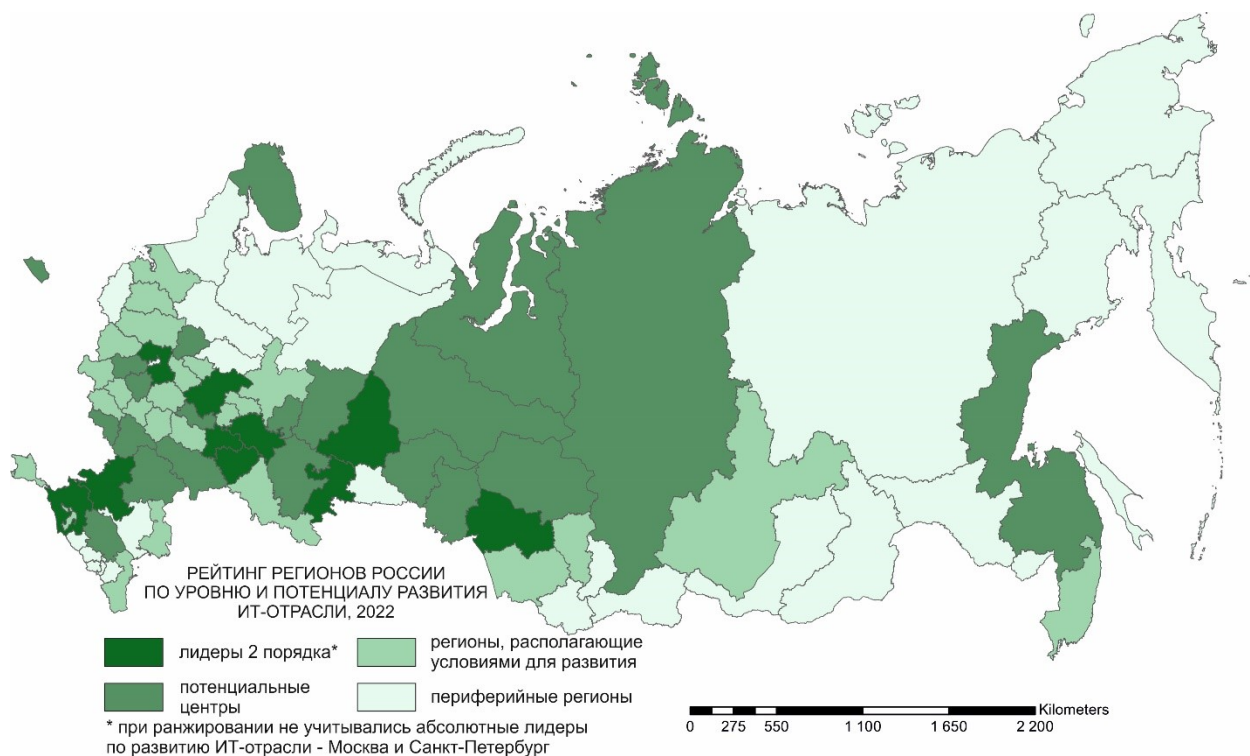 РЕЙТИНГ РЕГИОНОВ РОССИИ
ПО УРОВНЮ И ПОТЕНЦИАЛУ РАЗВИТИЯ
ИТ-ОТРАСЛИ, 2022
лидеры 2 порядка*
регионы, располагающие
условиями для развития
потенциальные
центры
периферийные регионы
* при ранжировании не учитывались абсолютные лидеры
по развитию ИТ-отрасли - Москва и Санкт-Петербург
Kilometers
0 275 550 1 100 1 650 2 200